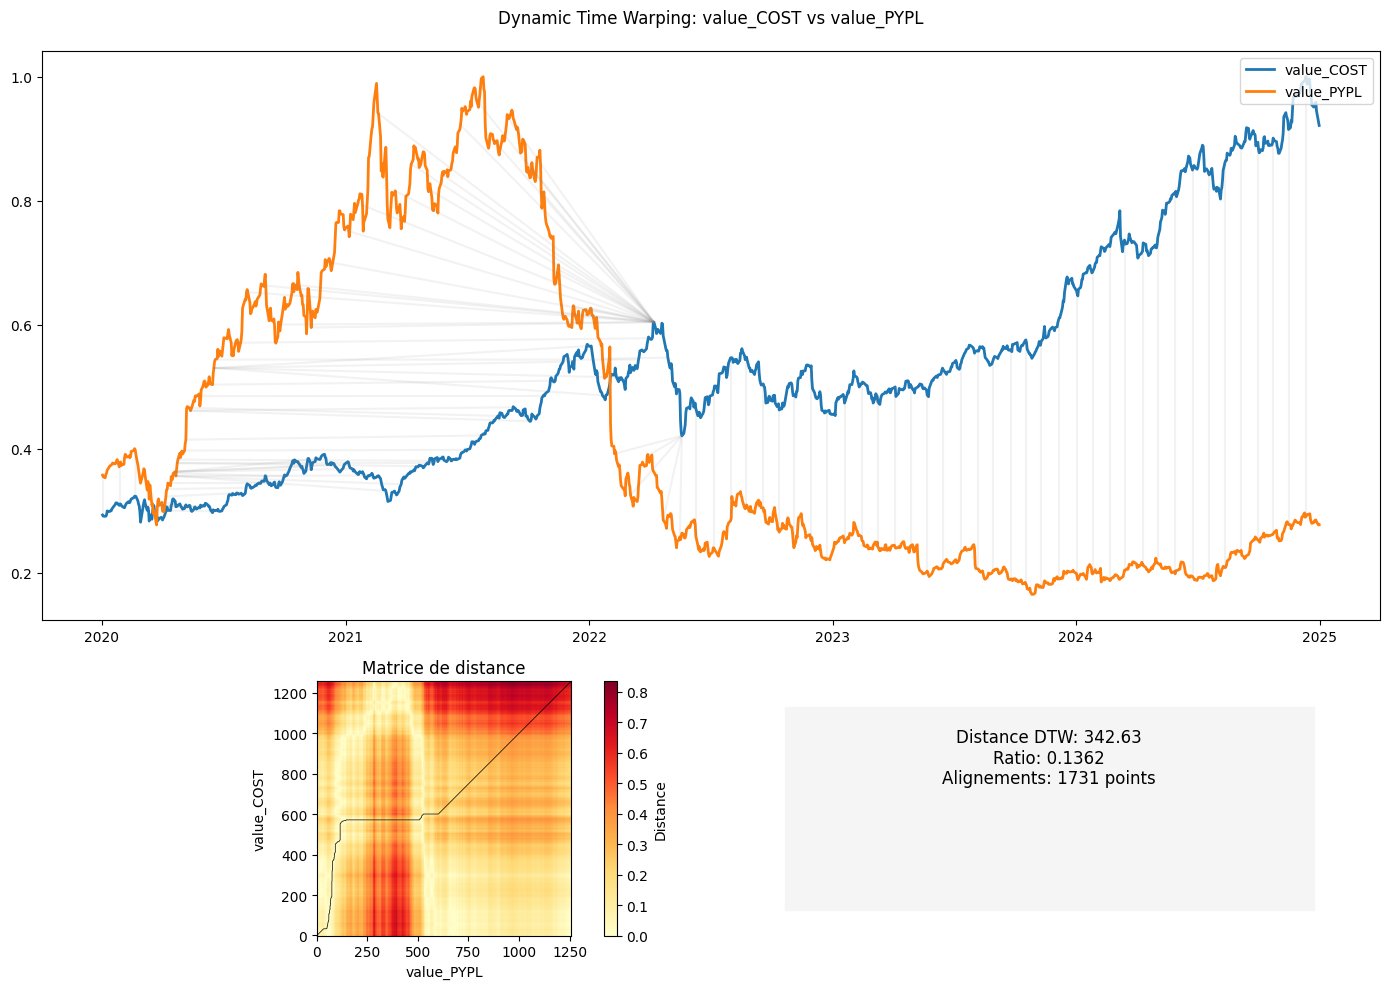 Dynamic Time Warping: value_COST vs value_PYPL
1.0
0.8
0.6
0.4
0.2
value_COST
value_PYPL
2020 2021 2022 2023 2024 2025
Matrice de distance
1200
1000
800
600
400
200
0
value_COST
0 250 500 750 1000 1250
value_PYPL
0.8
0.7
0.6
0.5
0.4
0.3
0.2
0.1
0.0
Distance
Distance DTW: 342.63
Ratio: 0.1362
Alignements: 1731 points